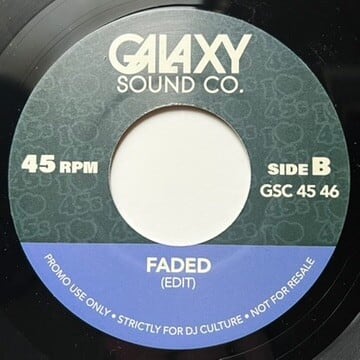 GALAXY
SOUND CO.
45 RPM
SIDE B
GSC 45 46
FADED
(EDIT)
PROMO USE ONLY • STRICTLY FOR DJ CULTURE • NOT FOR RESALE